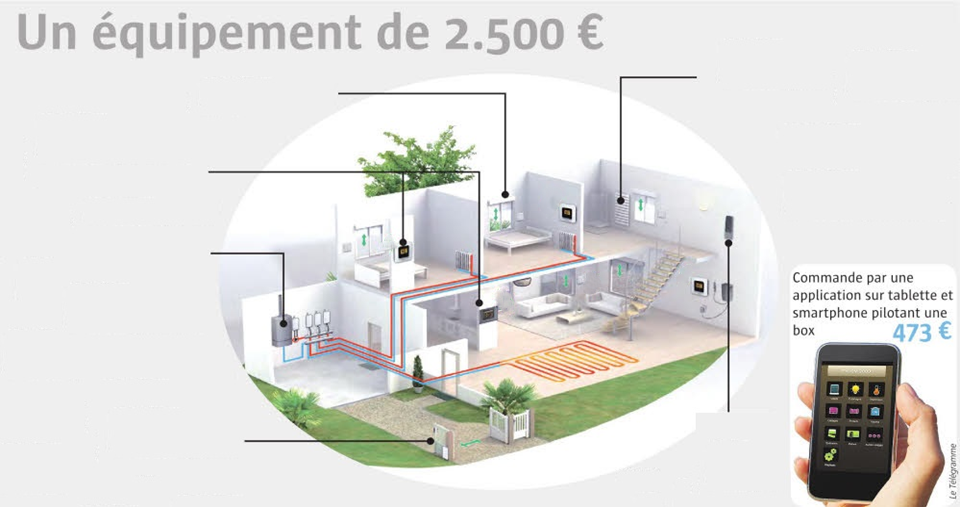 Un équipement de 2.500 €
Commande par une
application sur tablette et
smartphone pilotant une
box 473 €
Le Télégramme